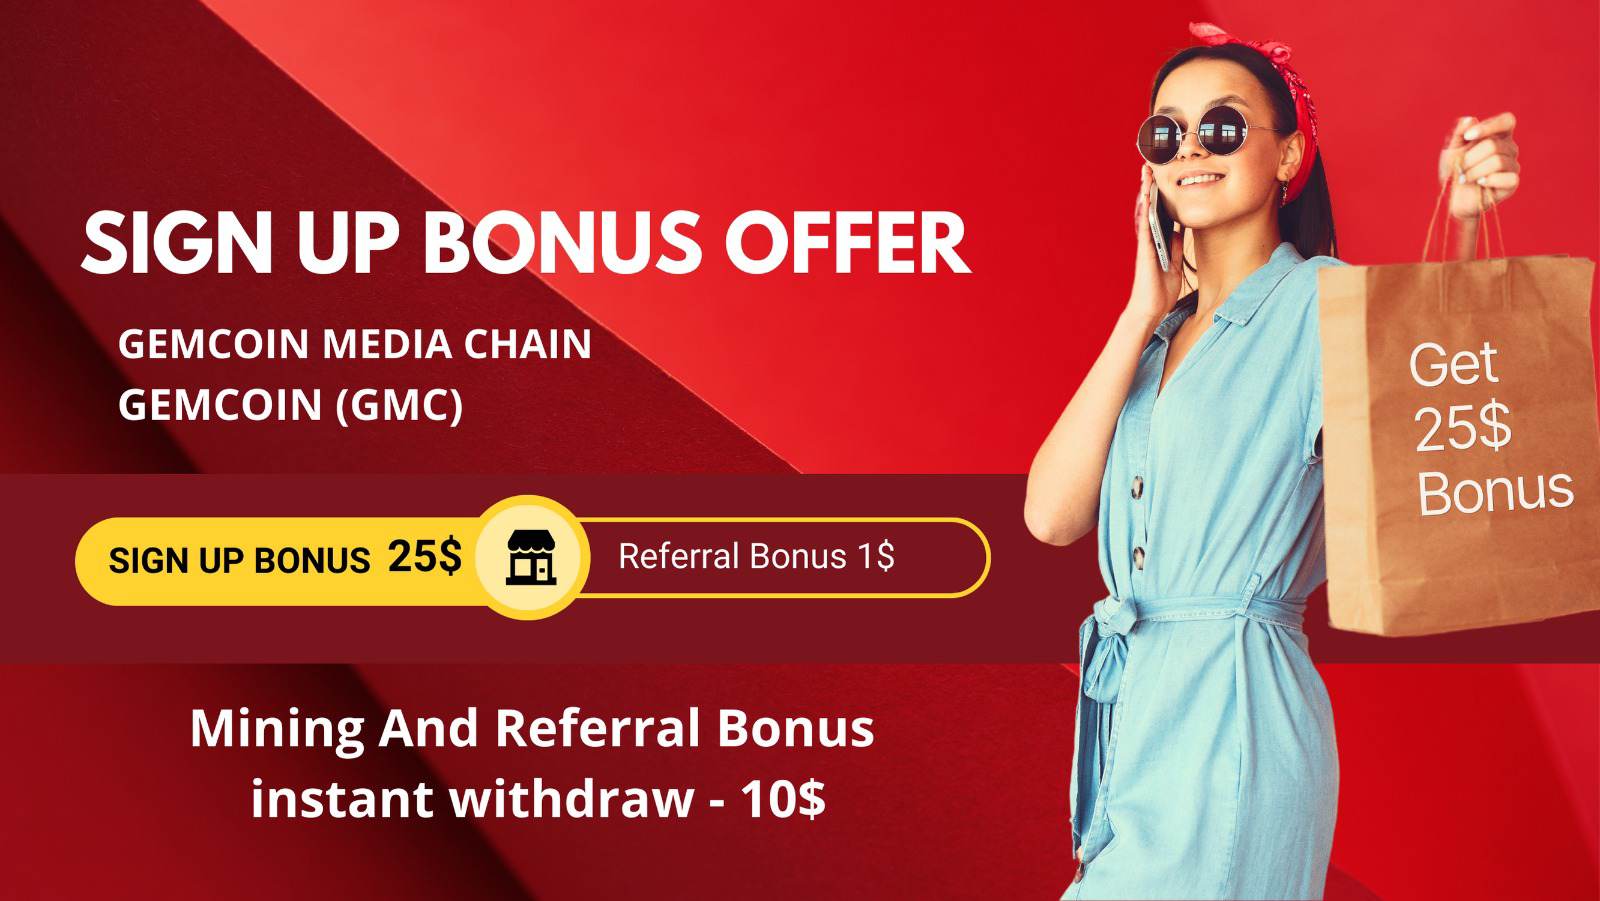 SIGN UP BONUS OFFER
GEMCOIN MEDIA CHAIN
GEMCOIN (GMC)
SIGN UP BONUS 25$
Referral Bonus 1$
Mining And Referral Bonus
instant withdraw - 10$
Get
25$
Bonus